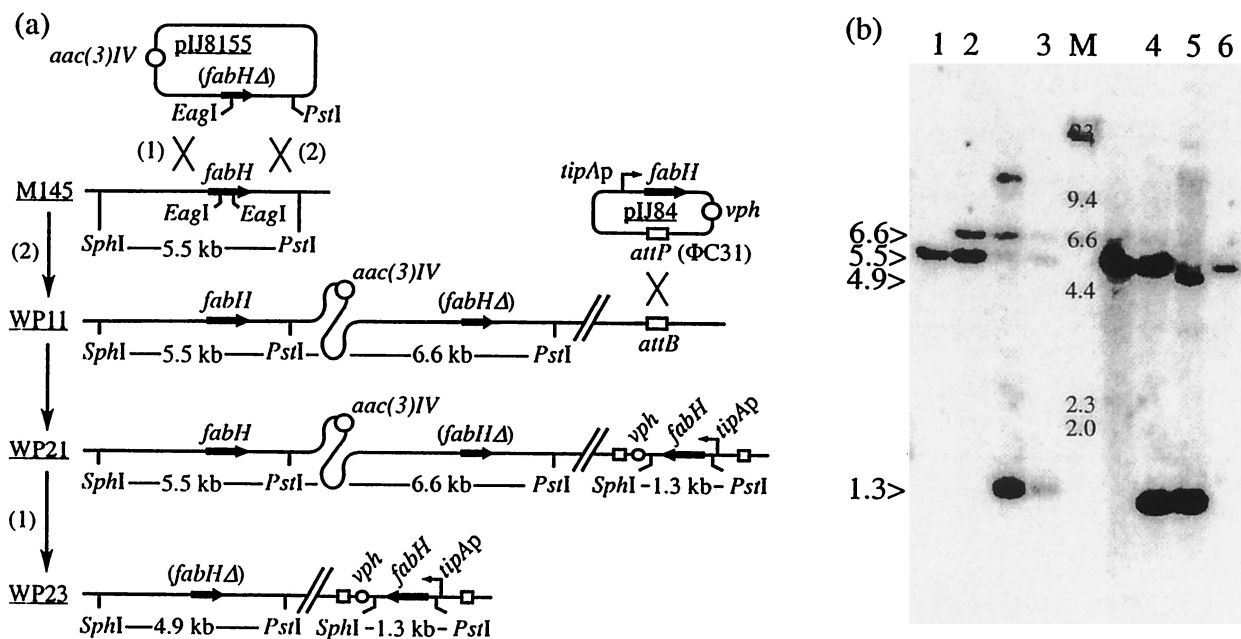 (a)
pIJ8155
aac(3)IV
(fabHΔ)
EagI
PstI
(1)
(2)
M145
fabH
EagI
EagI
SphI
5.5 kb
PstI
tipAp
fabH
pIJ84
vph
attP (ΦC31)
(2)
WP11
fabH
aac(3)IV
(fabHΔ)
SphI
5.5 kb
PstI
6.6 kb
PstI
attB
WP21
fabH
aac(3)IV
(fabHΔ)
vph
fabH
tipAp
SphI
5.5 kb
PstI
6.6 kb
PstI
SphI
1.3 kb
PstI
(1)
WP23
(fabHΔ)
vph
fabH
tipAp
SphI
4.9 kb
PstI
SphI
1.3 kb
PstI
(b)
1 2 3 M 4 5 6
23
9.4
6.6> 6.6
5.5>
4.9> 4.4
2.3
2.0
1.3>